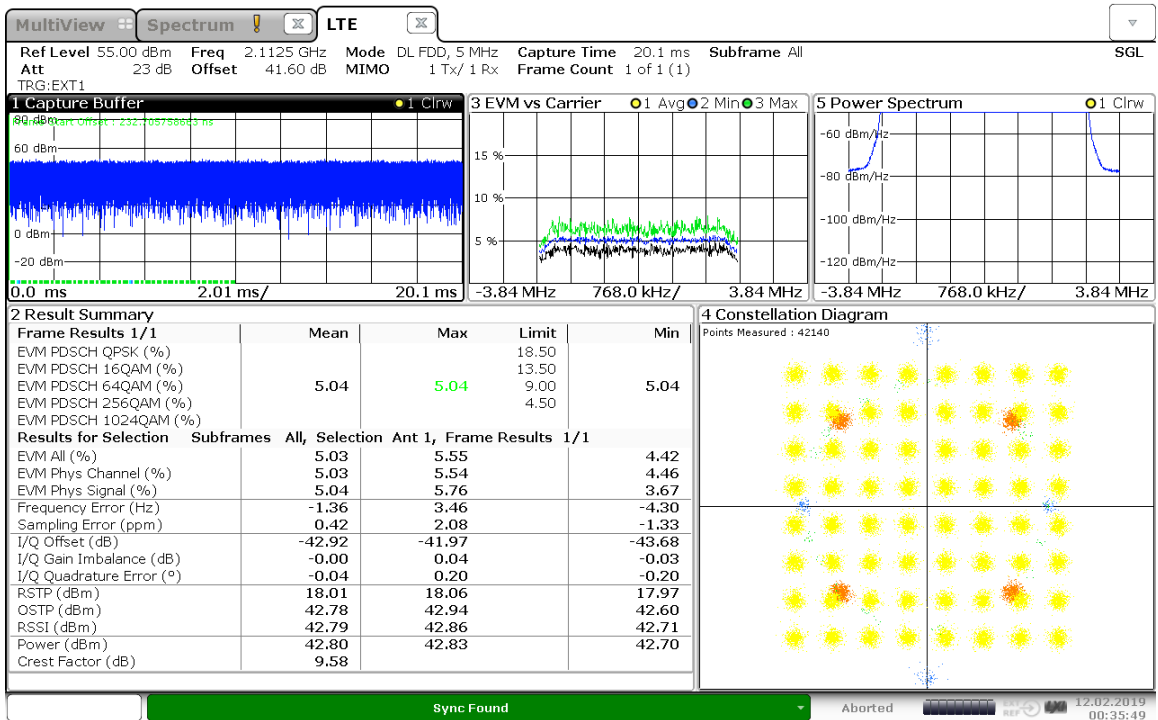 MultiView Spectrum ! X LTE X
Ref Level 55.00 dBm Freq 2.1125 GHz Mode DL FDD, 5 MHz Capture Time 20.1 ms Subframe All SGL
Att 23 dB Offset 41.60 dB MIMO 1 Tx/ 1 Rx Frame Count 1 of 1 (1)
TRG:EXT1
1 Capture Buffer 1 Clrw
80 dBm
Frame Start Offset : 232.205758663 ns
60 dBm
0 dBm
-20 dBm
0.0 ms 2.01 ms/ 20.1 ms
3 EVM vs Carrier 1 Avg 2 Min 3 Max
15 %
10 %
5 %
-3.84 MHz 768.0 kHz/ 3.84 MHz
5 Power Spectrum 1 Clrw
-60 dBm/Hz
-80 dBm/Hz
-100 dBm/Hz
-120 dBm/Hz
-3.84 MHz 768.0 kHz/ 3.84 MHz
2 Result Summary
Frame Results 1/1 Mean Max Limit Min
EVM PDSCH QPSK (%) 18.50
EVM PDSCH 16QAM (%) 13.50
EVM PDSCH 64QAM (%) 5.04 5.04 9.00 5.04
EVM PDSCH 256QAM (%) 4.50
EVM PDSCH 1024QAM (%)
Results for Selection Subframes All, Selection Ant 1, Frame Results 1/1
EVM All (%) 5.03 5.55 4.42
EVM Phys Channel (%) 5.03 5.54 4.46
EVM Phys Signal (%) 5.04 5.76 3.67
Frequency Error (Hz) -1.36 3.46 -4.30
Sampling Error (ppm) 0.42 2.08 -1.33
I/Q Offset (dB) -42.92 -41.97 -43.68
I/Q Gain Imbalance (dB) -0.00 0.04 -0.03
I/Q Quadrature Error (°) -0.04 0.20 -0.20
RSTP (dBm) 18.01 18.06 17.97
OSTP (dBm) 42.78 42.94 42.60
RSSI (dBm) 42.79 42.86 42.71
Power (dBm) 42.80 42.83 42.70
Crest Factor (dB) 9.58
4 Constellation Diagram
Points Measured : 42140
Sync Found
Aborted
EXT
REF
12.02.2019
00:35:49